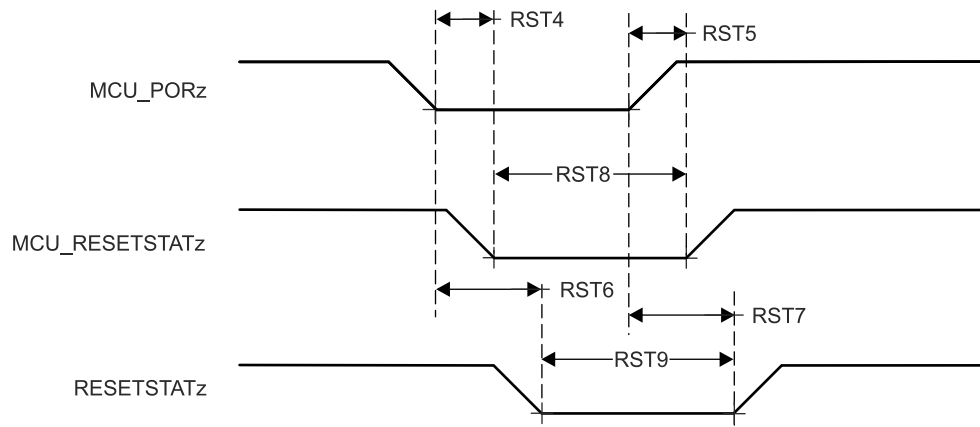 RST4
RST5
MCU_PORz
RST8
MCU_RESETSTATz
RST6
RST7
RST9
RESETSTATz